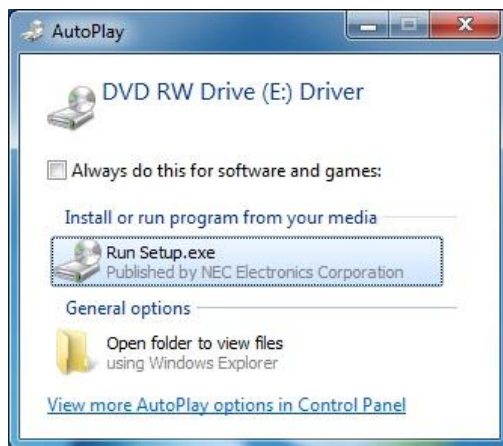 AutoPlay
DVD RW Drive (E:) Driver
Always do this for software and games:
Install or run program from your media
Run Setup.exe
Published by NEC Electronics Corporation
General options
Open folder to view files
using Windows Explorer
View more AutoPlay options in Control Panel